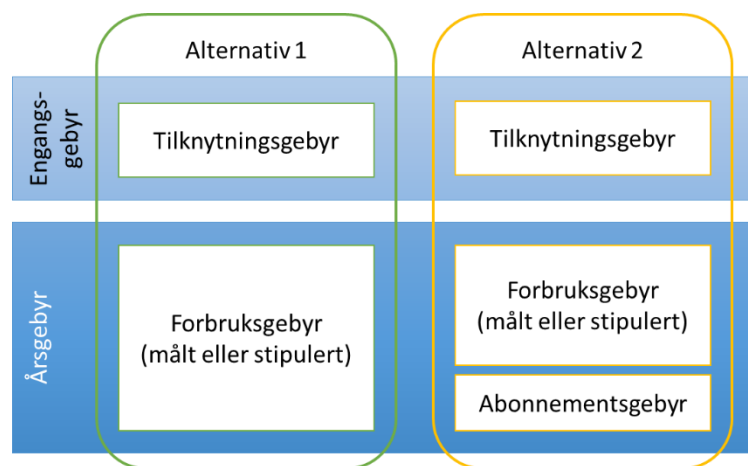 Alternativ 1
Alternativ 2
Engangs-
gebyr
Tilknytningsgebyr
Tilknytningsgebyr
Årsgebyr
Forbruksgebyr
(målt eller stipulert)
Forbruksgebyr
(målt eller stipulert)
Abonnementsgebyr